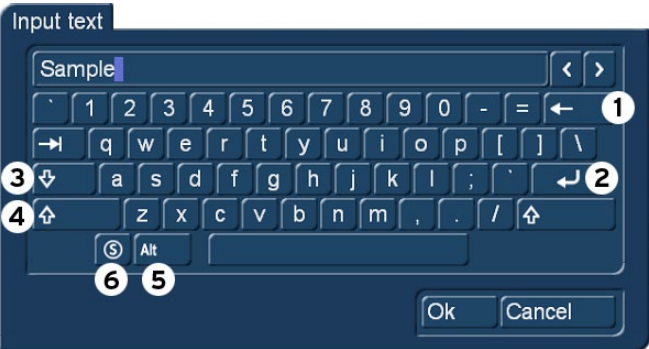 Input text
Sample < >
` 1 2 3 4 5 6 7 8 9 0 - = ← 1
q w e r t y u i o p [ ] \
3 a s d f g h j k l ; ` 2
4 z x c v b n m , . /
S Alt
6 5
Ok Cancel